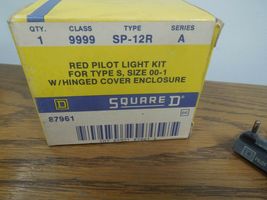 QTY. CLASS TYPE SERIES
1 9999 SP-12R A
RED PILOT LIGHT KIT
FOR TYPE S, SIZE 00-1
W/HINGED COVER ENCLOSURE
D SQUARE D
87961